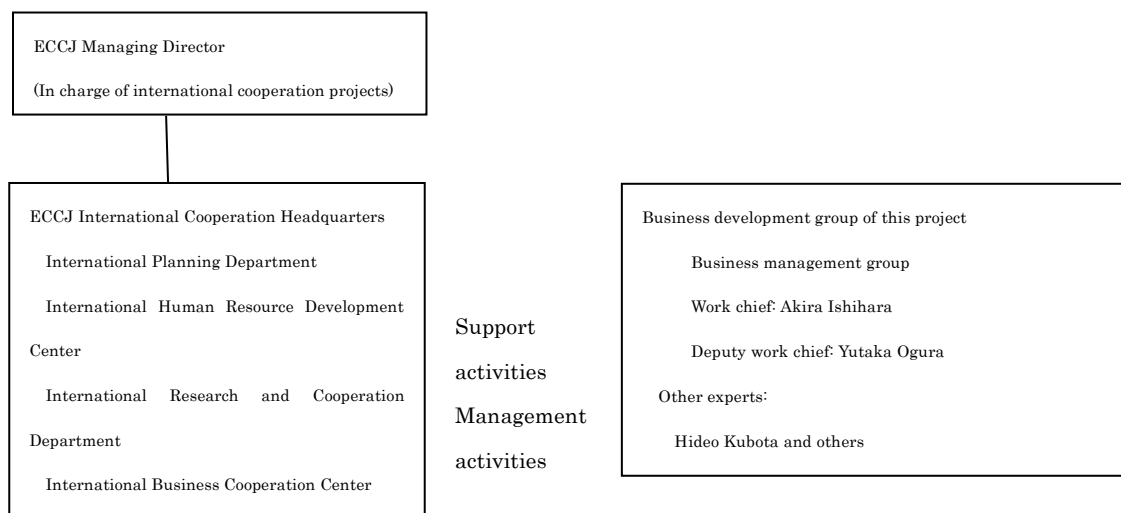 ECCJ Managing Director
(In charge of international cooperation projects)
ECCJ International Cooperation Headquarters
International Planning Department
International Human Resource Development
Center
International Research and Cooperation
Department
International Business Cooperation Center
Support
activities
Management
activities
Business development group of this project
Business management group
Work chief: Akira Ishihara
Deputy work chief: Yutaka Ogura
Other experts:
Hideo Kubota and others